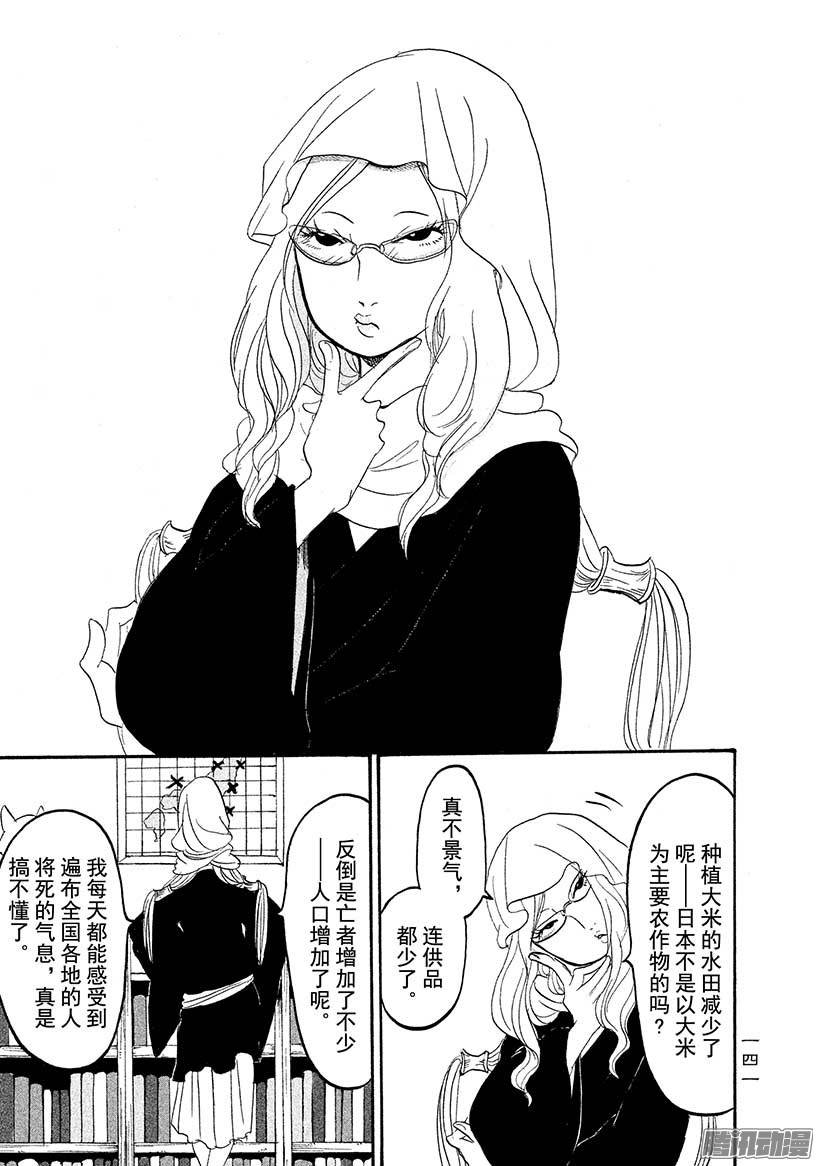 种植大米的水田减少了
呢——日本不是以大米
为主要农作物的吗？
真不景气，
连供品
都少了。
反倒是亡者增加了不少
——人口增加了呢。
我每天都能感受到
遍布全国各地的人
将死的气息，真是
搞不懂了。
一四一
腾讯动漫